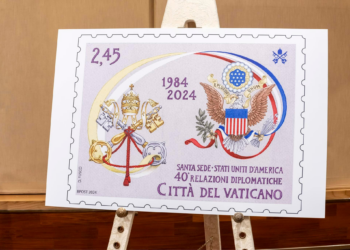 2,45
1984
2024
SANTA SEDE - STATI UNITI D'AMERICA
40° RELAZIONI DIPLOMATICHE
CITTÀ DEL VATICANO